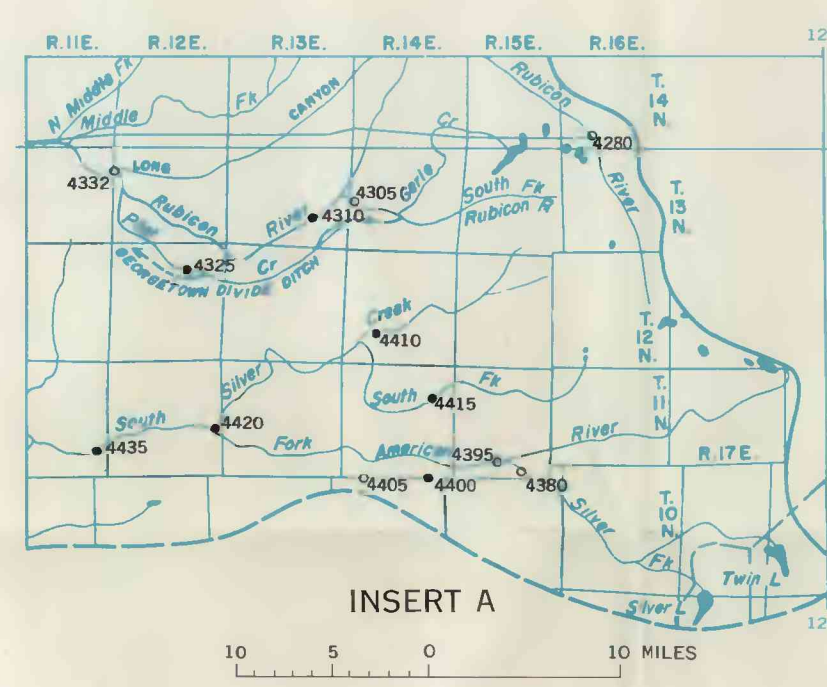 R.11E. R.12E. R.13E. R.14E. R.15E. R.16E.
12
N Middle Fk
Middle Fk
CANYON
LONG
Rubicon
River
T.
14
N.
4280
4332
Rubicon
River
4305
4310
Gerle
Cr
South Fk
Rubicon R
T.
13
N.
Pilot
Cr
4325
GEORGETOWN DIVIDE DITCH
Creek
4410
T.
12
N.
Silver
South Fk
4415
T.
11
N.
South
4435
4420
Fork
American
River
4395
R.17E.
4405
4400
4380
T.
10
N.
Silver
Fk
Twin L
Silver L
12
INSERT A
10 5 0 10 MILES